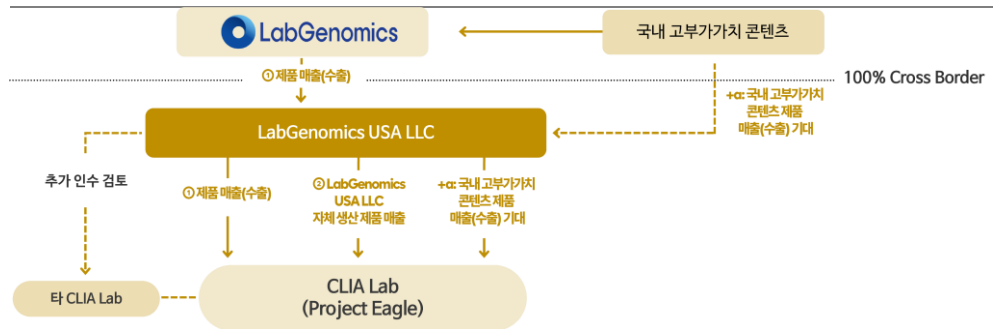 LabGenomics
국내 고부가가치 콘텐츠
① 제품 매출(수출)
100% Cross Border
+α: 국내 고부가가치
콘텐츠 제품
매출(수출) 기대
LabGenomics USA LLC
추가 인수 검토
① 제품 매출(수출)
② LabGenomics
USA LLC
자체 생산 제품 매출
+α: 국내 고부가가치
콘텐츠 제품
매출(수출) 기대
타 CLIA Lab
CLIA Lab
(Project Eagle)